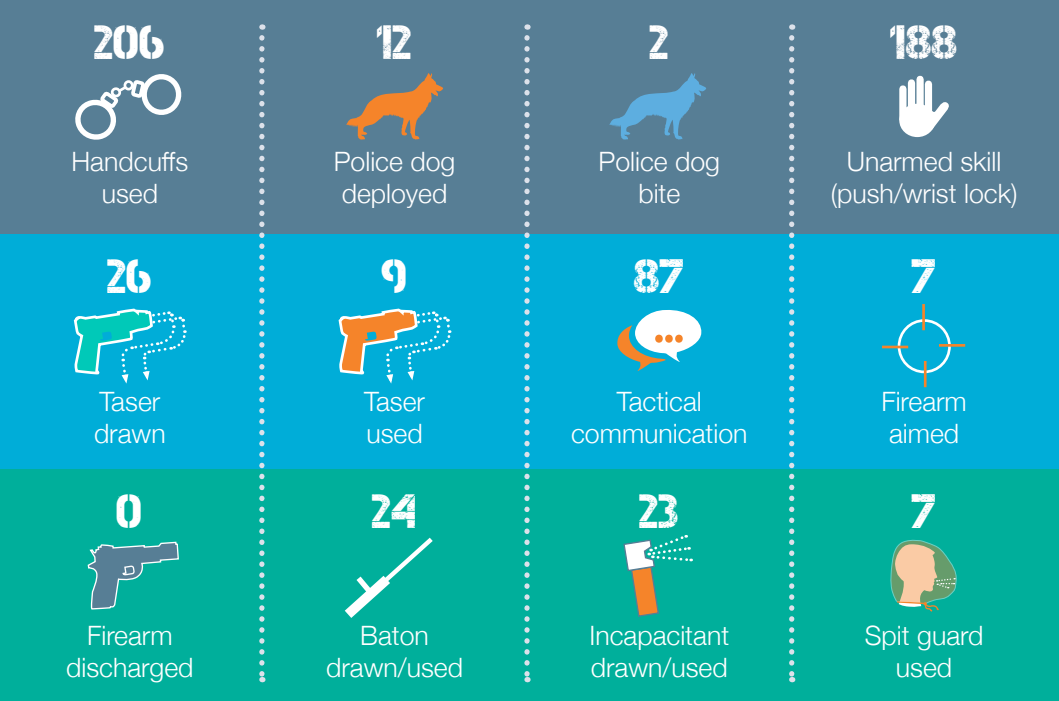 206
Handcuffs
used
12
Police dog
deployed
2
Police dog
bite
188
Unarmed skill
(push/wrist lock)
26
Taser
drawn
9
Taser
used
87
Tactical
communication
7
Firearm
aimed
0
Firearm
discharged
24
Baton
drawn/used
23
Incapacitant
drawn/used
7
Spit guard
used